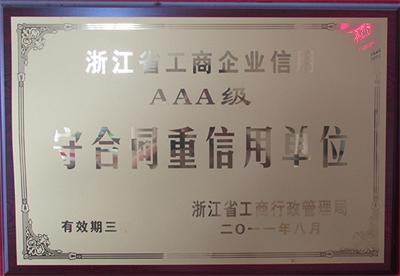 浙江省工商企业信用
AAA级
守合同重信用单位
有效期三
浙江省工商行政管理局
二〇一一年八月